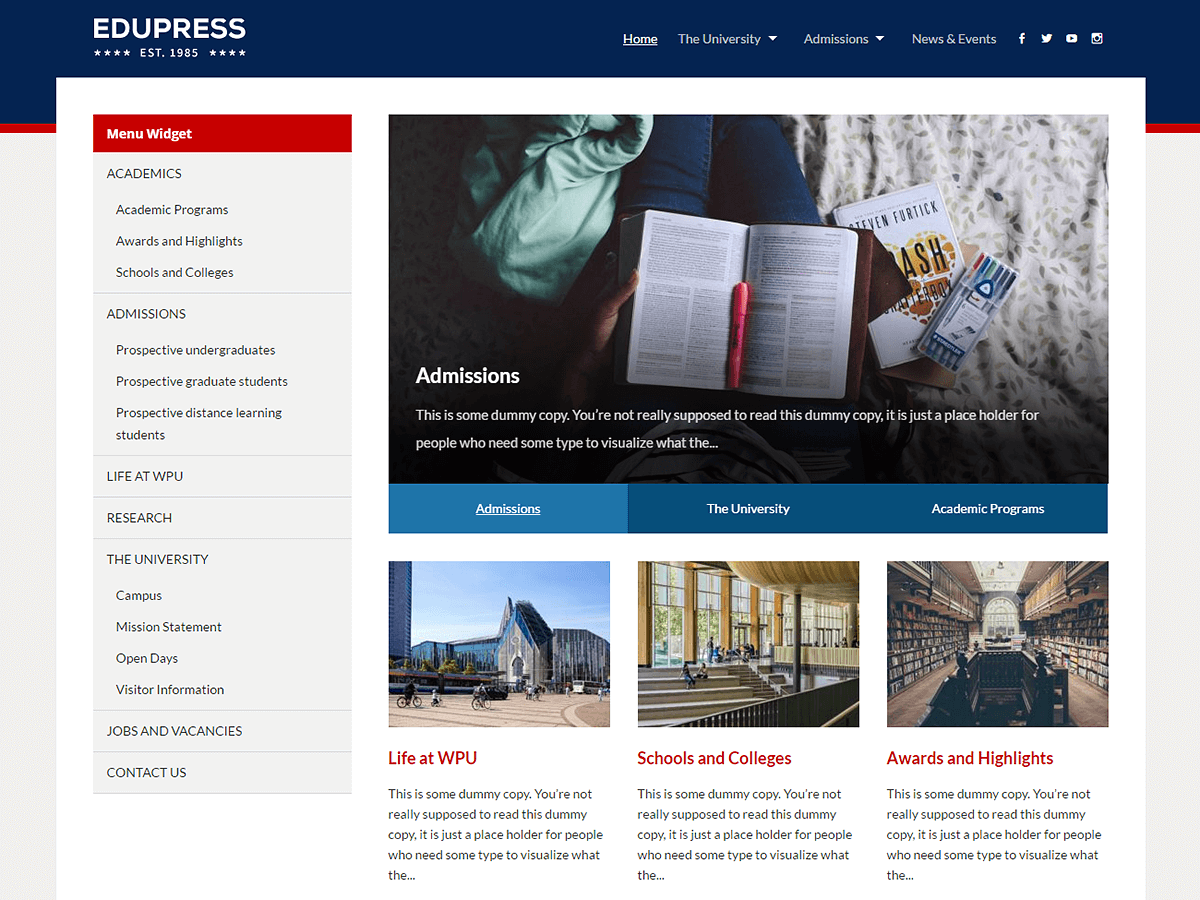 EDUPRESS
★★★★ EST. 1985 ★★★★
Home The University Admissions News & Events
Menu Widget
ACADEMICS
Academic Programs
Awards and Highlights
Schools and Colleges
ADMISSIONS
Prospective undergraduates
Prospective graduate students
Prospective distance learning
students
LIFE AT WPU
RESEARCH
THE UNIVERSITY
Campus
Mission Statement
Open Days
Visitor Information
JOBS AND VACANCIES
CONTACT US
STEVEN FURTICK
STAEDTLER
Admissions
This is some dummy copy. You’re not really supposed to read this dummy copy, it is just a place holder for
people who need some type to visualize what the...
Admissions The University Academic Programs
Life at WPU
This is some dummy copy. You’re not
really supposed to read this dummy
copy, it is just a place holder for people
who need some type to visualize what
the...
Schools and Colleges
This is some dummy copy. You’re not
really supposed to read this dummy
copy, it is just a place holder for people
who need some type to visualize what
the...
Awards and Highlights
This is some dummy copy. You’re not
really supposed to read this dummy
copy, it is just a place holder for people
who need some type to visualize what
the...